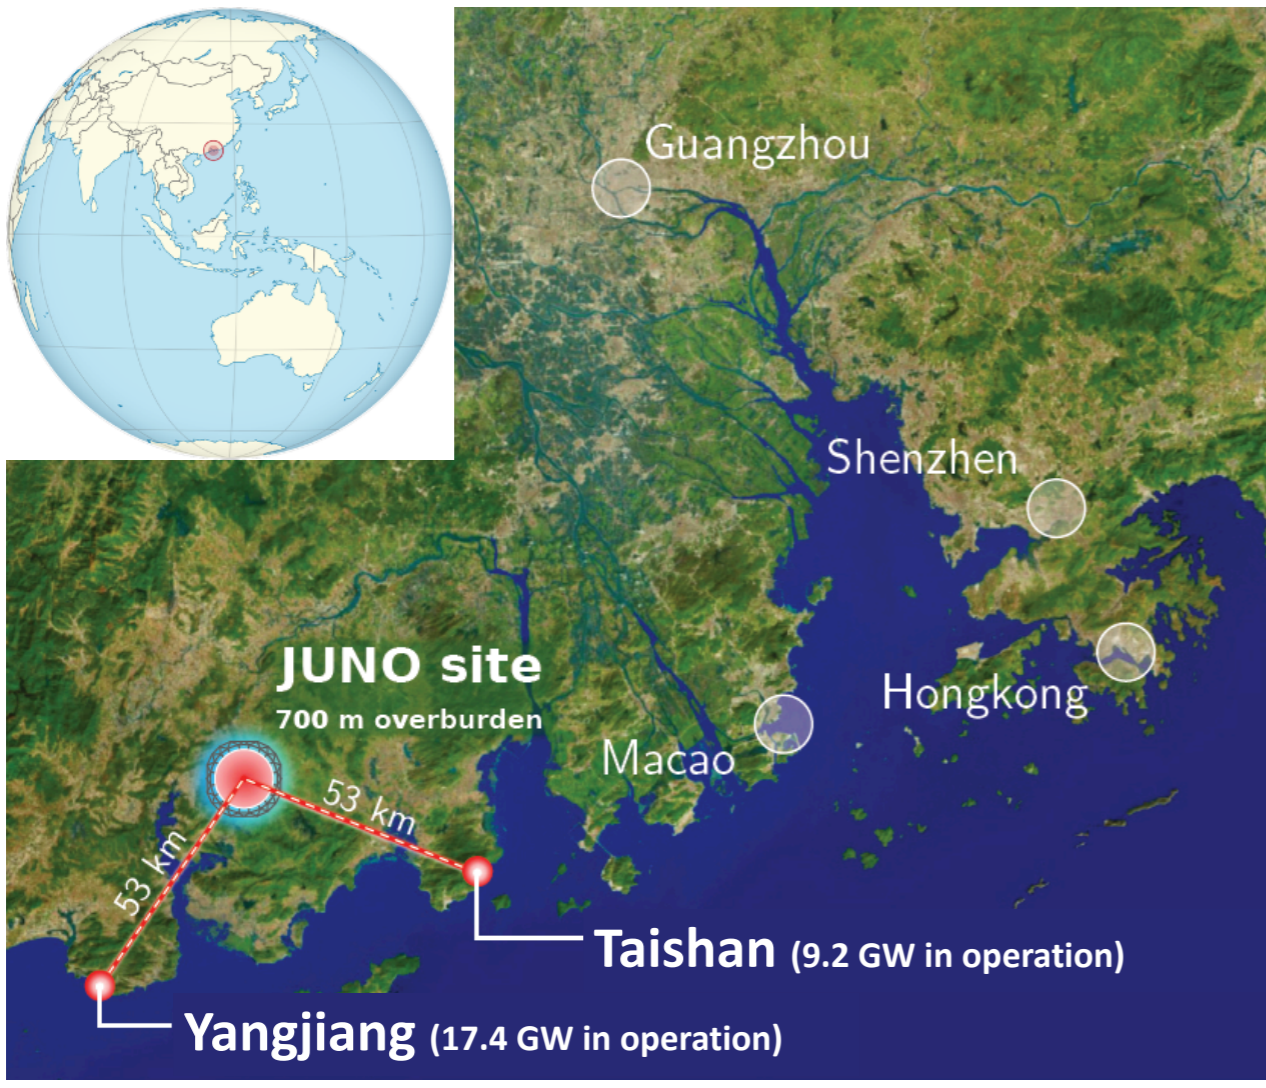 Guangzhou
Shenzhen
JUNO site
700 m overburden
Hongkong
Macao
53 km
53 km
Taishan (9.2 GW in operation)
Yangjiang (17.4 GW in operation)